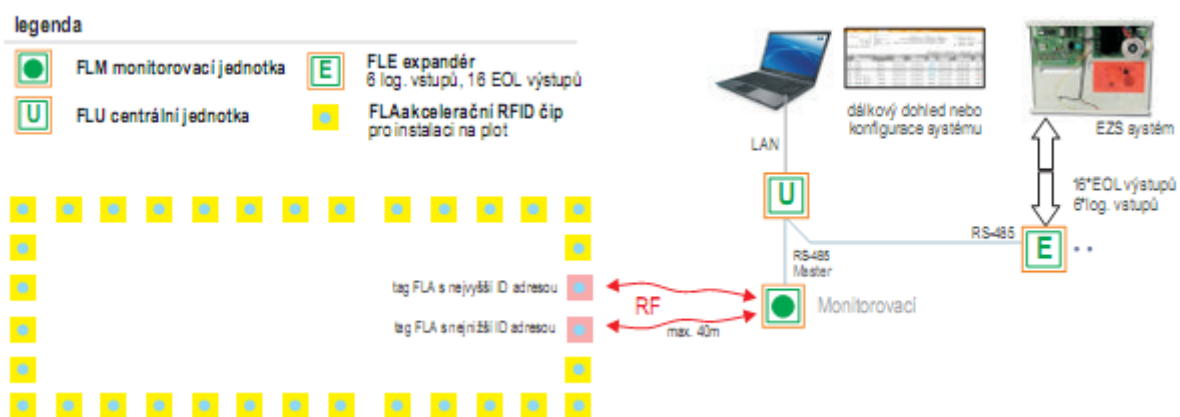 legenda
FLM monitorovací jednotka
FLU centrální jednotka
E
U
FLE expandér
6 log. vstupů, 16 EOL výstupů
FLAakcelerační RFID čip
pro instalaci na plot
dálkový dohled nebo
konfigurace systému
EZS systém
LAN
U
16*EOL výstupů
6*log. vstupů
RS-485
E
RS-485
Master
tag FLA s nejvyšší ID adresou
RF
Monitorovací
tag FLA s nejnižší ID adresou
max. 40m